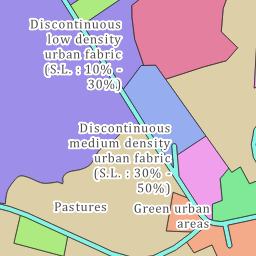 Discontinuous
low density
urban fabric
(S.L. : 10% -
30%)
Discontinuous
medium density
urban fabric
(S.L. : 30% -
50%)
Pastures
Green urban
areas